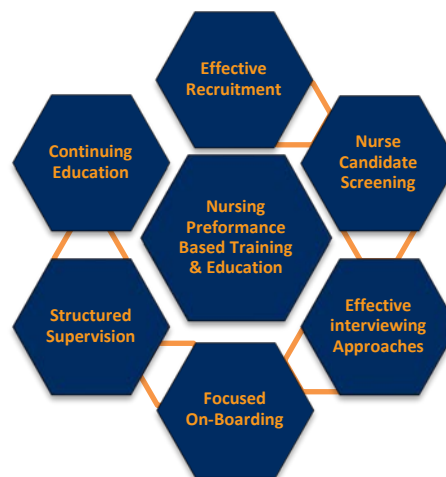 Effective
Recruitment
Nurse
Candidate
Screening
Effective
interviewing
Approaches
Focused
On-Boarding
Structured
Supervision
Continuing
Education
Nursing
Preformance
Based Training
& Education